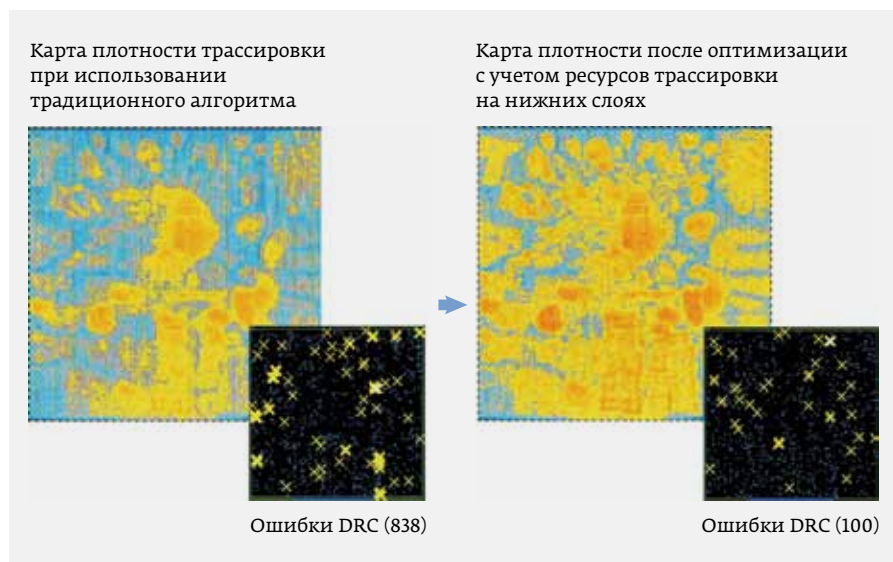 Карта плотности трассировки
при использовании
традиционного алгоритма
Карта плотности после оптимизации
с учетом ресурсов трассировки
на нижних слоях
Ошибки DRC (838)
Ошибки DRC (100)